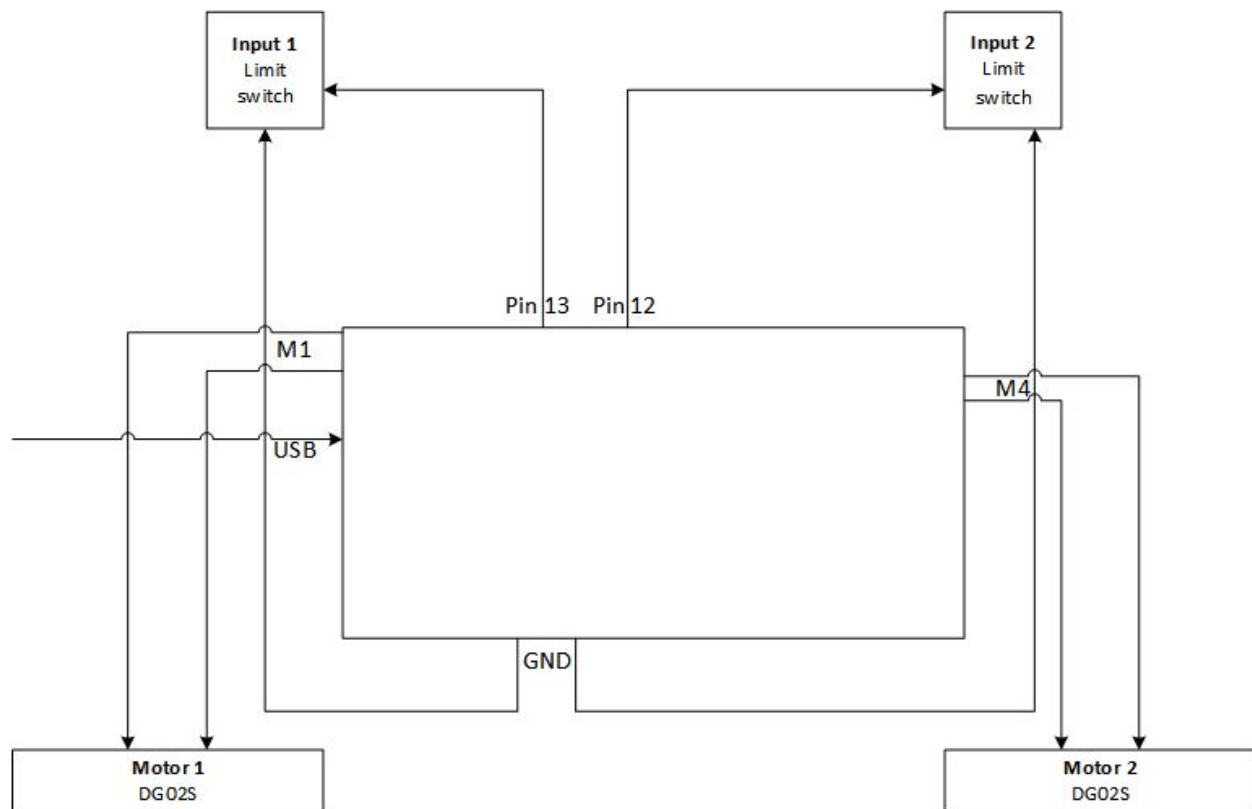 Input 1
Limit
switch
Input 2
Limit
switch
Pin 13
Pin 12
M1
M4
USB
GND
Motor 1
DG02S
Motor 2
DG02S